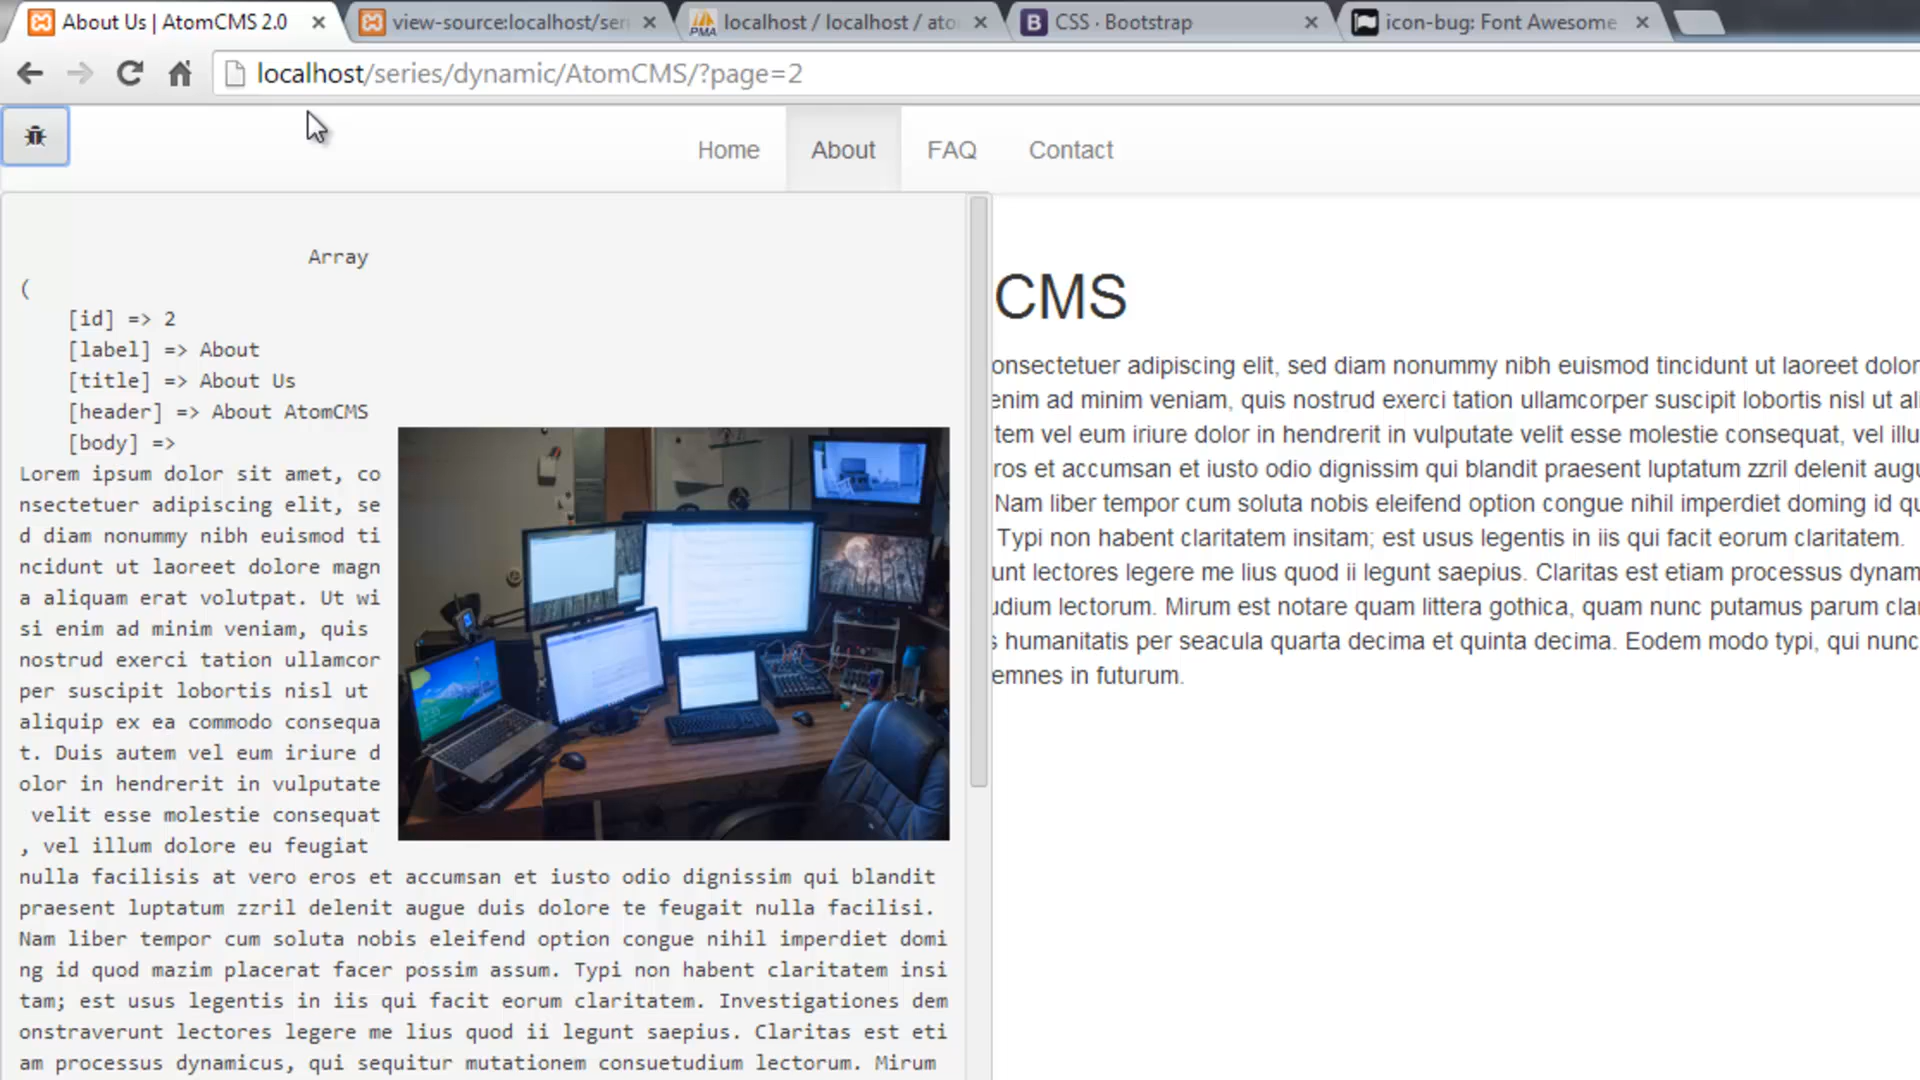 About Us | AtomCMS 2.0
view-source:localhost/ser
localhost / localhost / ato
CSS · Bootstrap
icon-bug: Font Awesome
localhost/series/dynamic/AtomCMS/?page=2
Home
About
FAQ
Contact
Array
(
[id] => 2
[label] => About
[title] => About Us
[header] => About AtomCMS
[body] =>
Lorem ipsum dolor sit amet, co
nsectetuer adipiscing elit, se
d diam nonummy nibh euismod ti
ncidunt ut laoreet dolore magn
a aliquam erat volutpat. Ut wi
si enim ad minim veniam, quis
nostrud exerci tation ullamcor
per suscipit lobortis nisl ut
aliquip ex ea commodo consequa
t. Duis autem vel eum iriure d
olor in hendrerit in vulputate
velit esse molestie consequat
, vel illum dolore eu feugiat
nulla facilisis at vero eros et accumsan et iusto odio dignissim qui blandit
praesent luptatum zzril delenit augue duis dolore te feugait nulla facilisi.
Nam liber tempor cum soluta nobis eleifend option congue nihil imperdiet domi
ng id quod mazim placerat facer possim assum. Typi non habent claritatem insi
tam; est usus legentis in iis qui facit eorum claritatem. Investigationes dem
onstraverunt lectores legere me lius quod ii legunt saepius. Claritas est eti
am processus dynamicus, qui sequitur mutationem consuetudium lectorum. Mirum
CMS
onsectetuer adipiscing elit, sed diam nonummy nibh euismod tincidunt ut laoreet dolor
enim ad minim veniam, quis nostrud exerci tation ullamcorper suscipit lobortis nisl ut ali
tem vel eum iriure dolor in hendrerit in vulputate velit esse molestie consequat, vel illu
ros et accumsan et iusto odio dignissim qui blandit praesent luptatum zzril delenit augu
Nam liber tempor cum soluta nobis eleifend option congue nihil imperdiet doming id qu
Typi non habent claritatem insitam; est usus legentis in iis qui facit eorum claritatem.
unt lectores legere me lius quod ii legunt saepius. Claritas est etiam processus dynam
udium lectorum. Mirum est notare quam littera gothica, quam nunc putamus parum clar
s humanitatis per seacula quarta decima et quinta decima. Eodem modo typi, qui nunc
emnes in futurum.